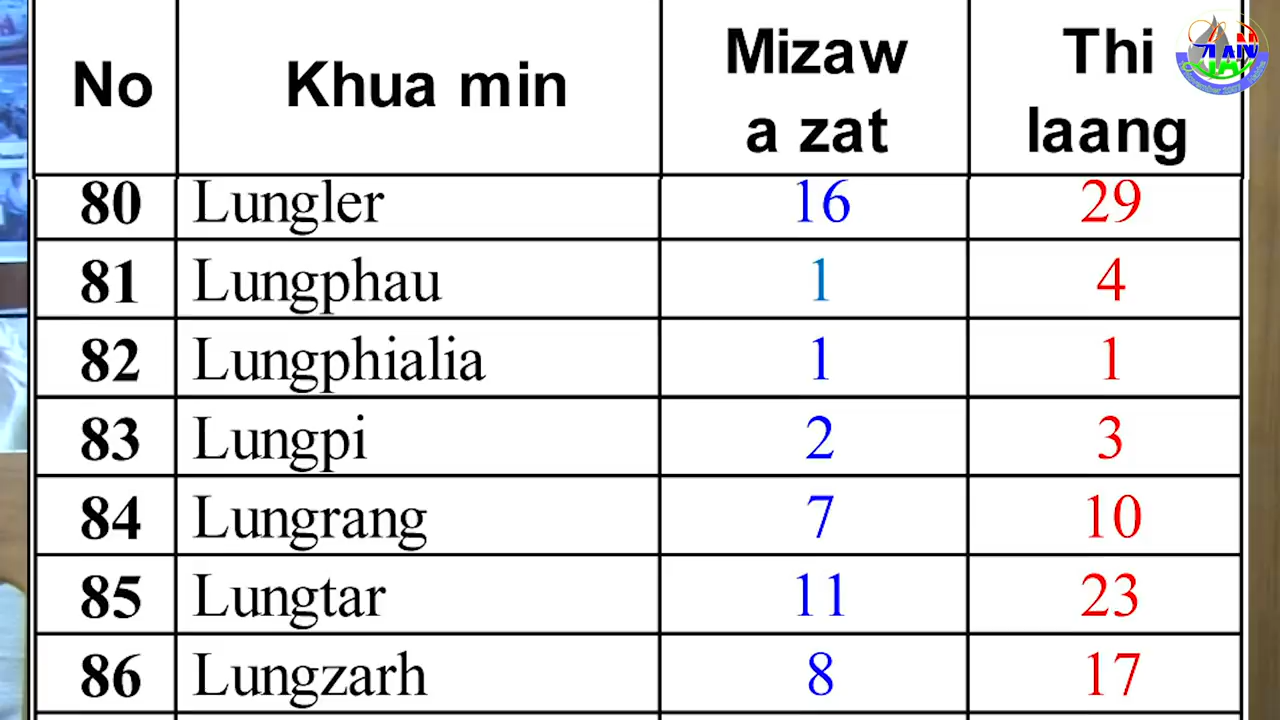 No Khua min Mizaw a zat Thi laang
80 Lungler 16 29
81 Lungphau 1 4
82 Lungphialia 1 1
83 Lungpi 2 3
84 Lungrang 7 10
85 Lungtar 11 23
86 Lungzarh 8 17